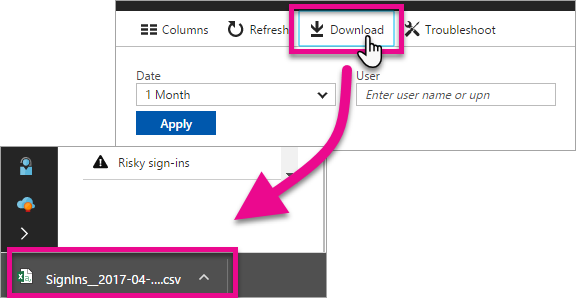 Columns Refresh Download Troubleshoot
Date User
1 Month Enter user name or upn
Apply
Risky sign-ins
SignIns__2017-04-....csv